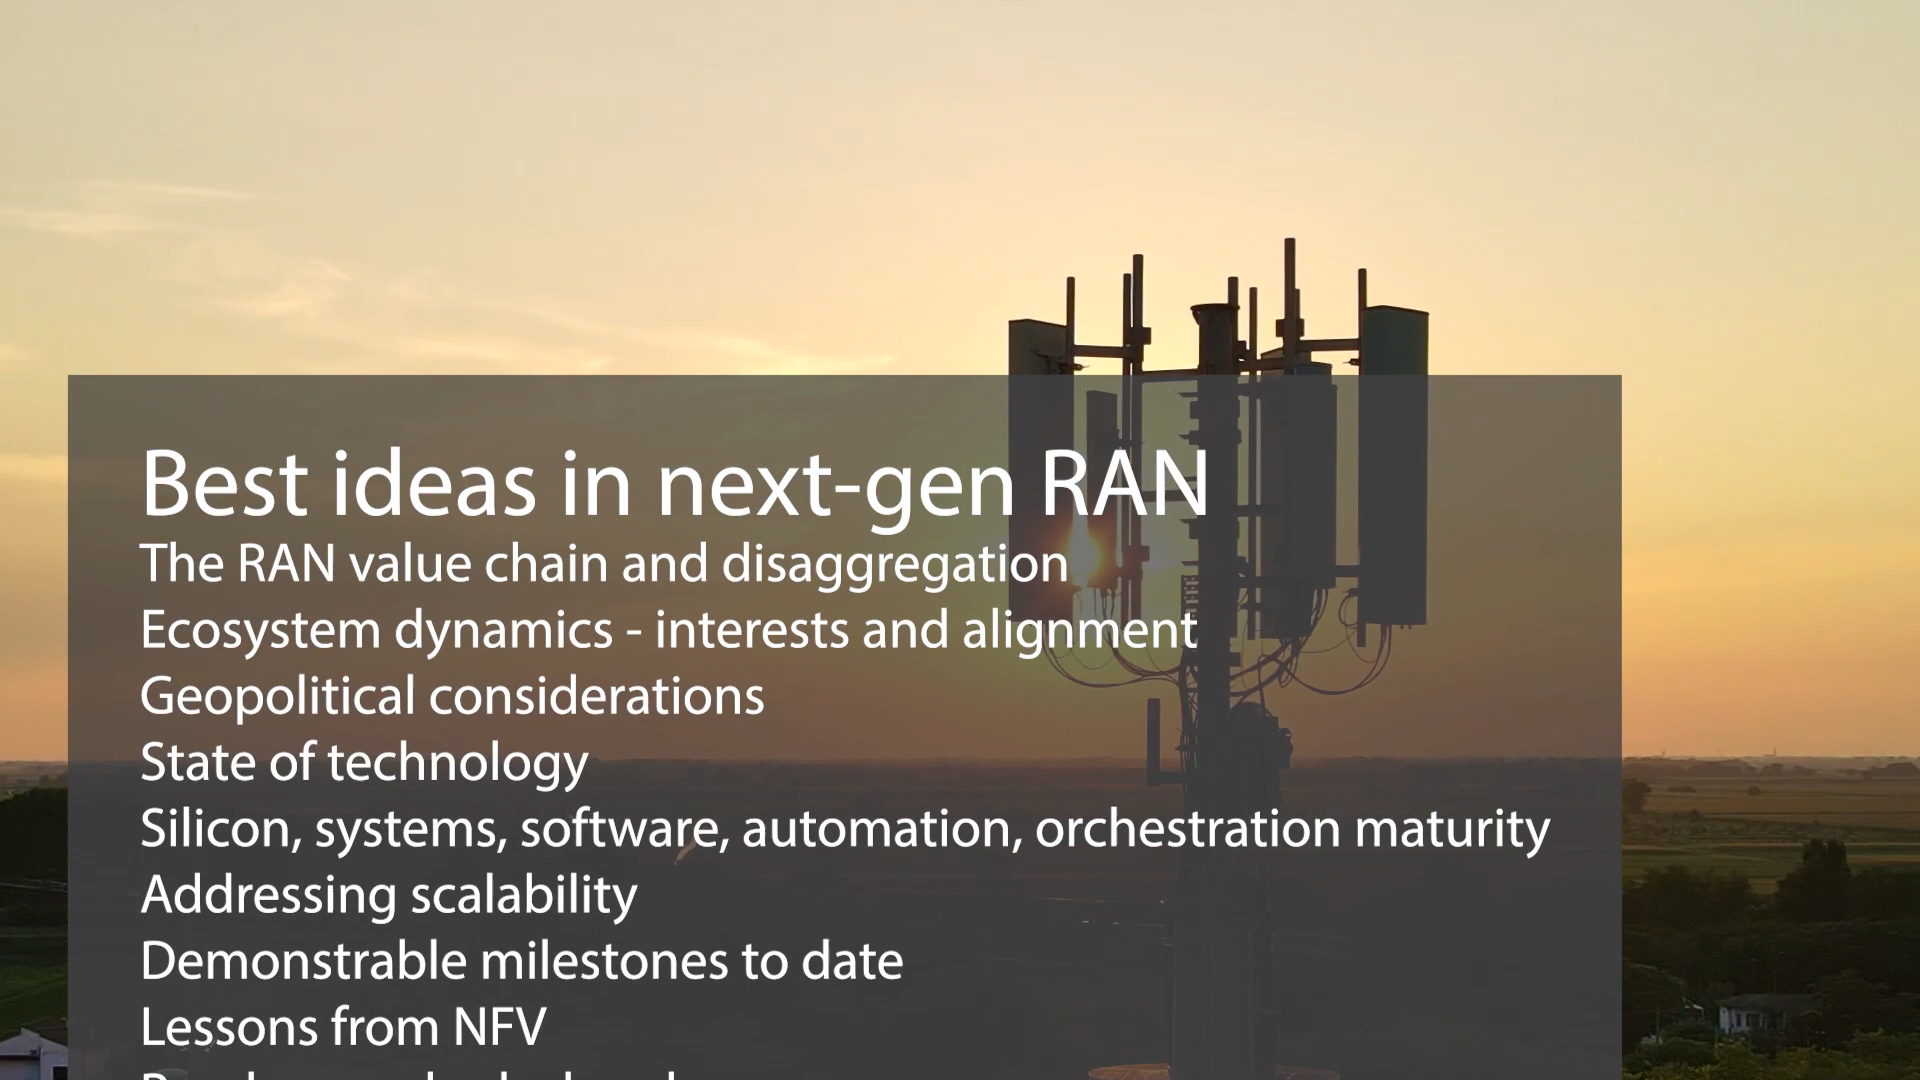 Best ideas in next-gen RAN
The RAN value chain and disaggregation
Ecosystem dynamics - interests and alignment
Geopolitical considerations
State of technology
Silicon, systems, software, automation, orchestration maturity
Addressing scalability
Demonstrable milestones to date
Lessons from NFV